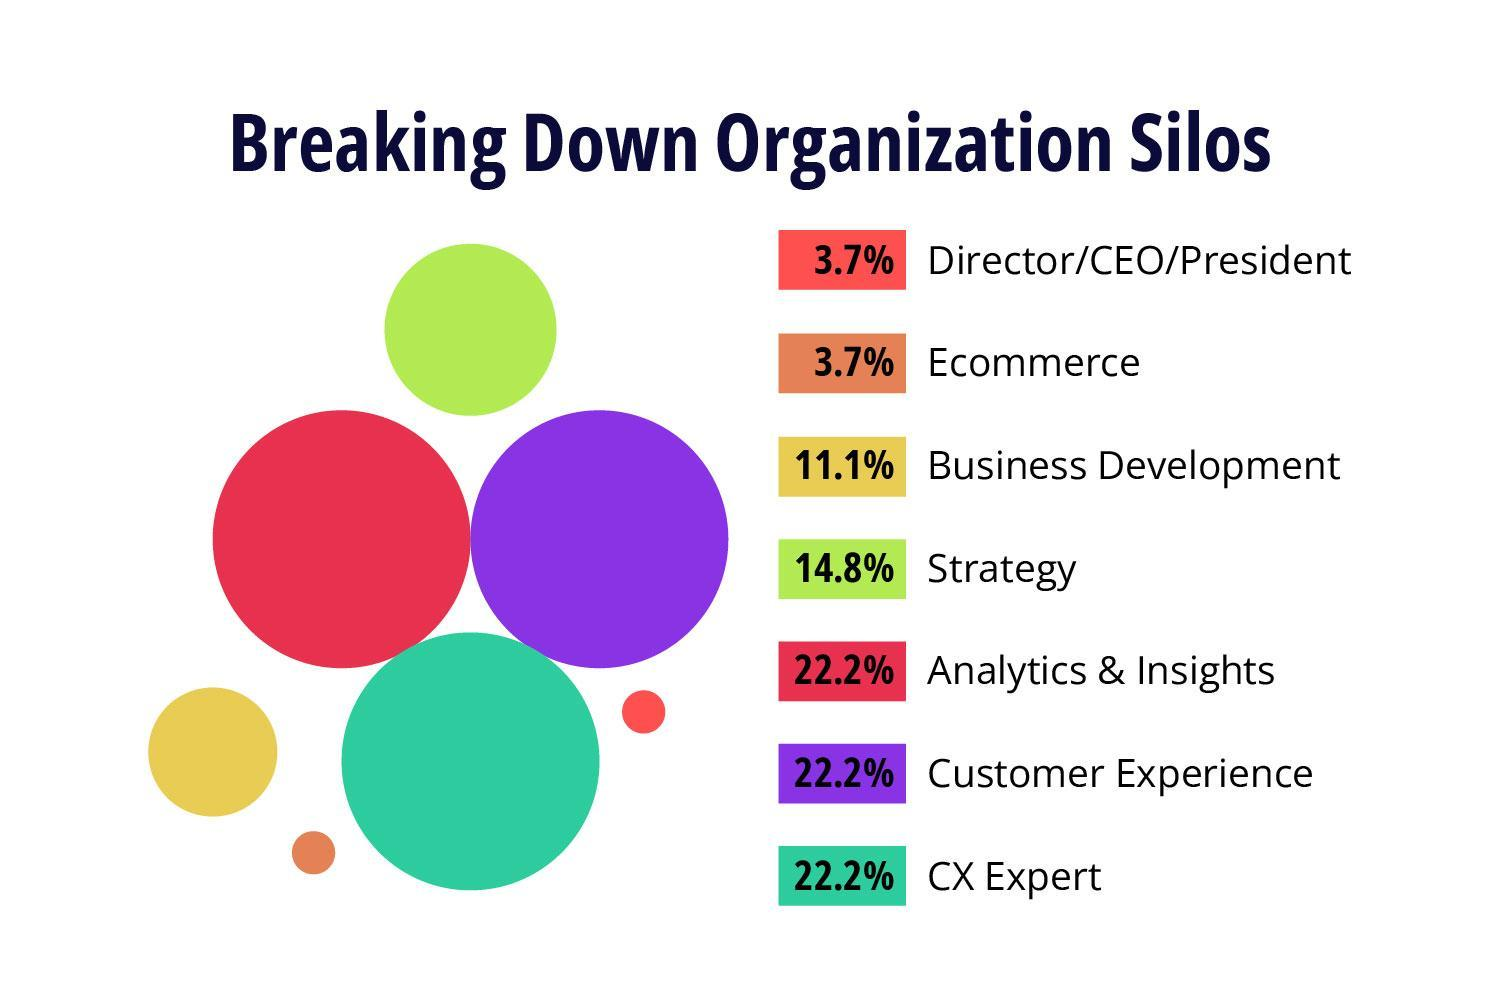 Breaking Down Organization Silos
3.7% Director/CEO/President
3.7% Ecommerce
11.1% Business Development
14.8% Strategy
22.2% Analytics & Insights
22.2% Customer Experience
22.2% CX Expert